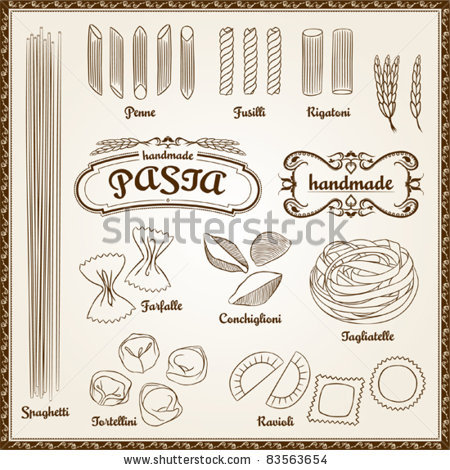 Penne
Fusilli
Rigatoni
handmade
PASTA
handmade
shutterstock
Farfalle
Conchiglioni
Tagliatelle
Spaghetti
Tortellini
Ravioli
www.shutterstock.com · 83563654